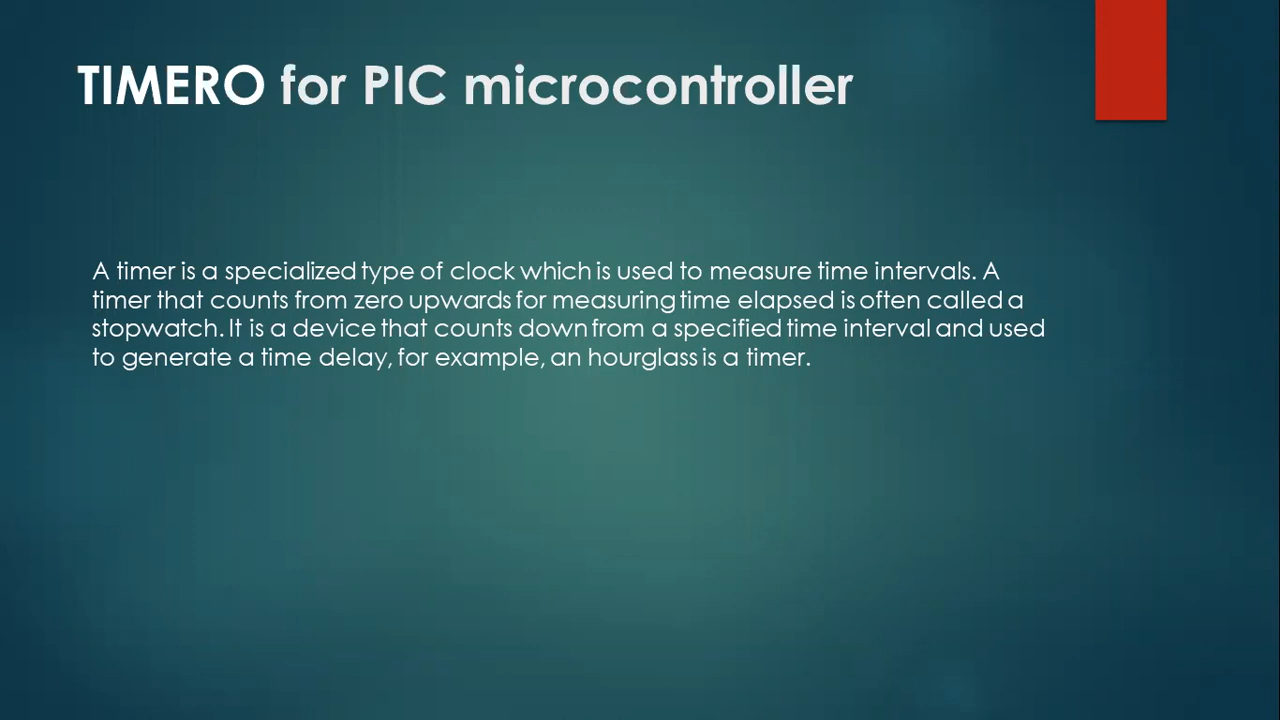 TIMERO for PIC microcontroller
A timer is a specialized type of clock which is used to measure time intervals. A
timer that counts from zero upwards for measuring time elapsed is often called a
stopwatch. It is a device that counts down from a specified time interval and used
to generate a time delay, for example, an hourglass is a timer.